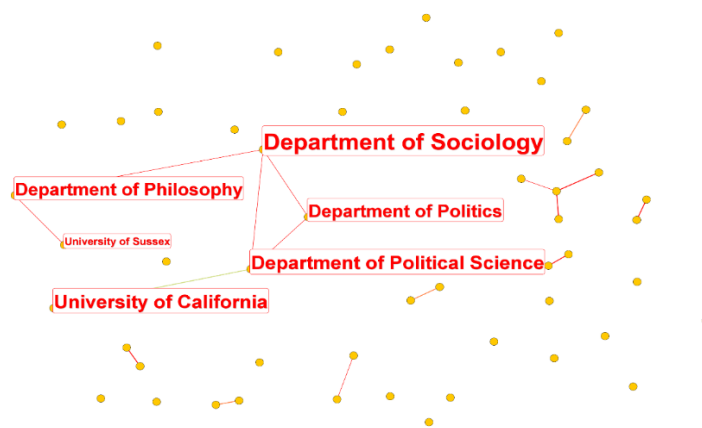 Department of Sociology
Department of Philosophy
Department of Politics
University of Sussex
Department of Political Science
University of California